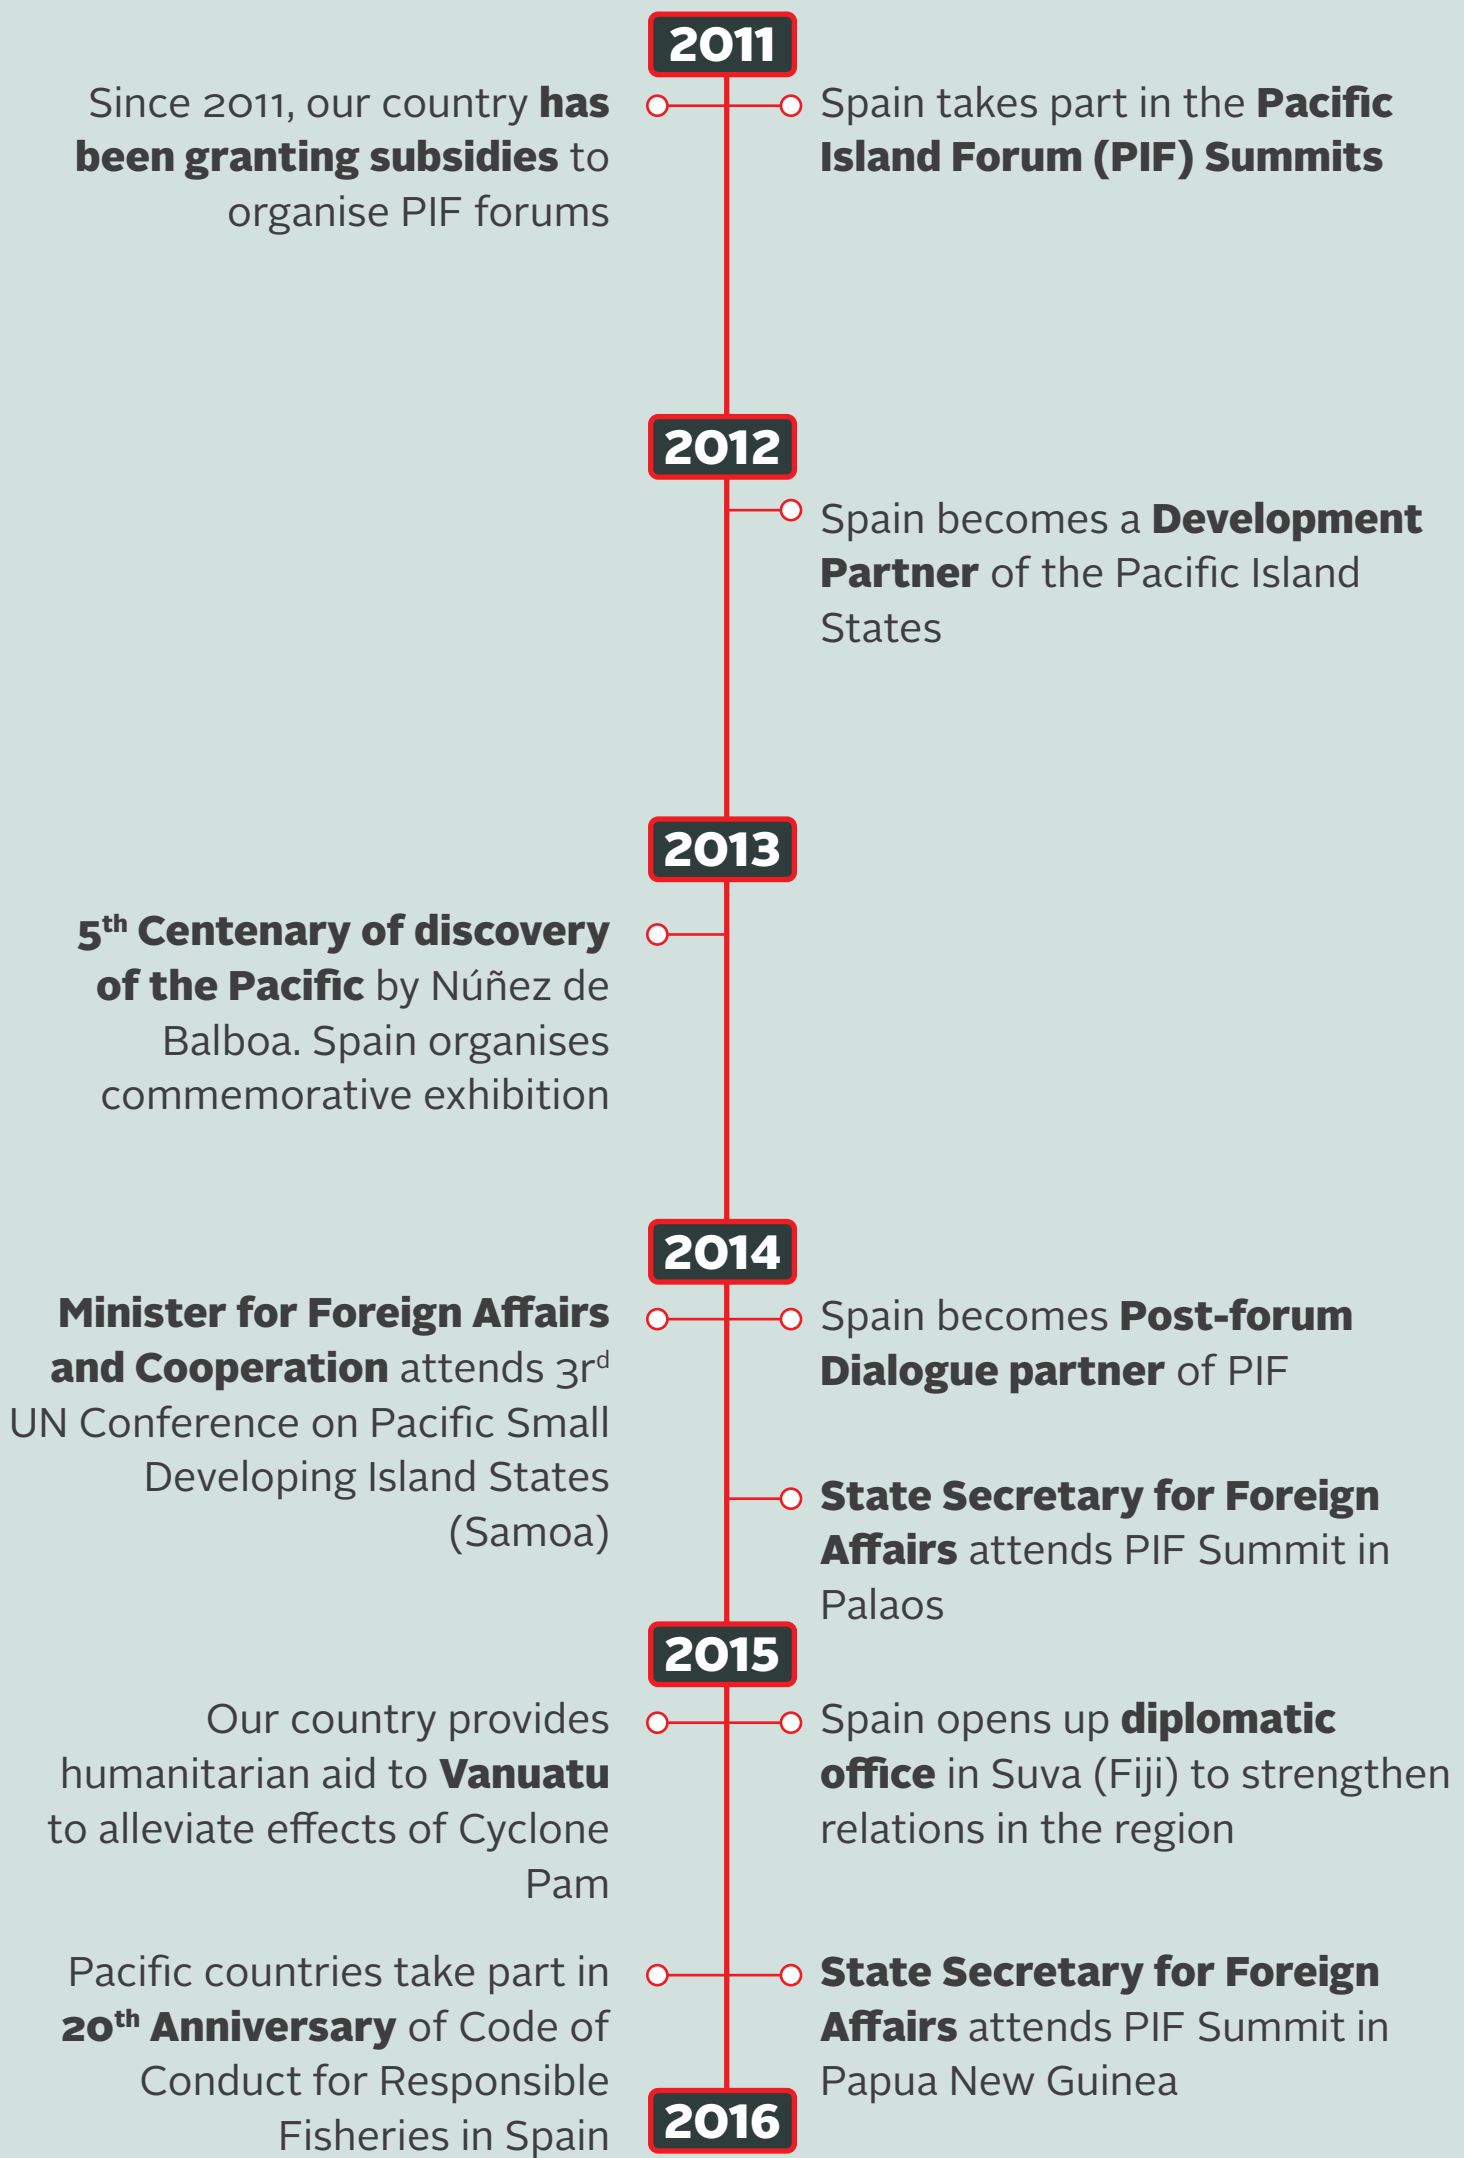 2011
Since 2011, our country has
been granting subsidies to
organise PIF forums
Spain takes part in the Pacific
Island Forum (PIF) Summits
2012
Spain becomes a Development
Partner of the Pacific Island
States
2013
5th Centenary of discovery
of the Pacific by Núñez de
Balboa. Spain organises
commemorative exhibition
2014
Minister for Foreign Affairs
and Cooperation attends 3rd
UN Conference on Pacific Small
Developing Island States
(Samoa)
Spain becomes Post-forum
Dialogue partner of PIF
State Secretary for Foreign
Affairs attends PIF Summit in
Palaos
2015
Our country provides
humanitarian aid to Vanuatu
to alleviate effects of Cyclone
Pam
Spain opens up diplomatic
office in Suva (Fiji) to strengthen
relations in the region
Pacific countries take part in
20th Anniversary of Code of
Conduct for Responsible
Fisheries in Spain
State Secretary for Foreign
Affairs attends PIF Summit in
Papua New Guinea
2016